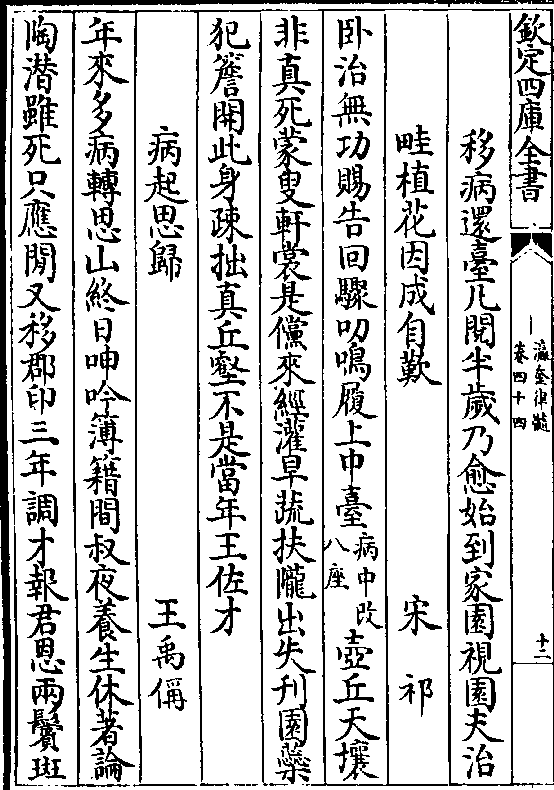 欽定四庫全書
瀛奎律髓
卷四十四
十二
移病還臺凡閱半歲乃愈始到家園視園夫治
畦植花因成自歎
宋祁
卧治無功賜告回驟叨鳴履上中臺病中改八座壺丘天壤
非真死蒙叟軒裳是儻來經灌早蔬扶隴出失刋園藥
犯簷開此身疎拙真丘壑不是當年王佐才
病起思歸
王禹偁
年來多病轉思山終日呻吟簿籍間叔夜養生休著論
陶潛雖死只應閒又移郡印三年調才報君恩兩鬢斑